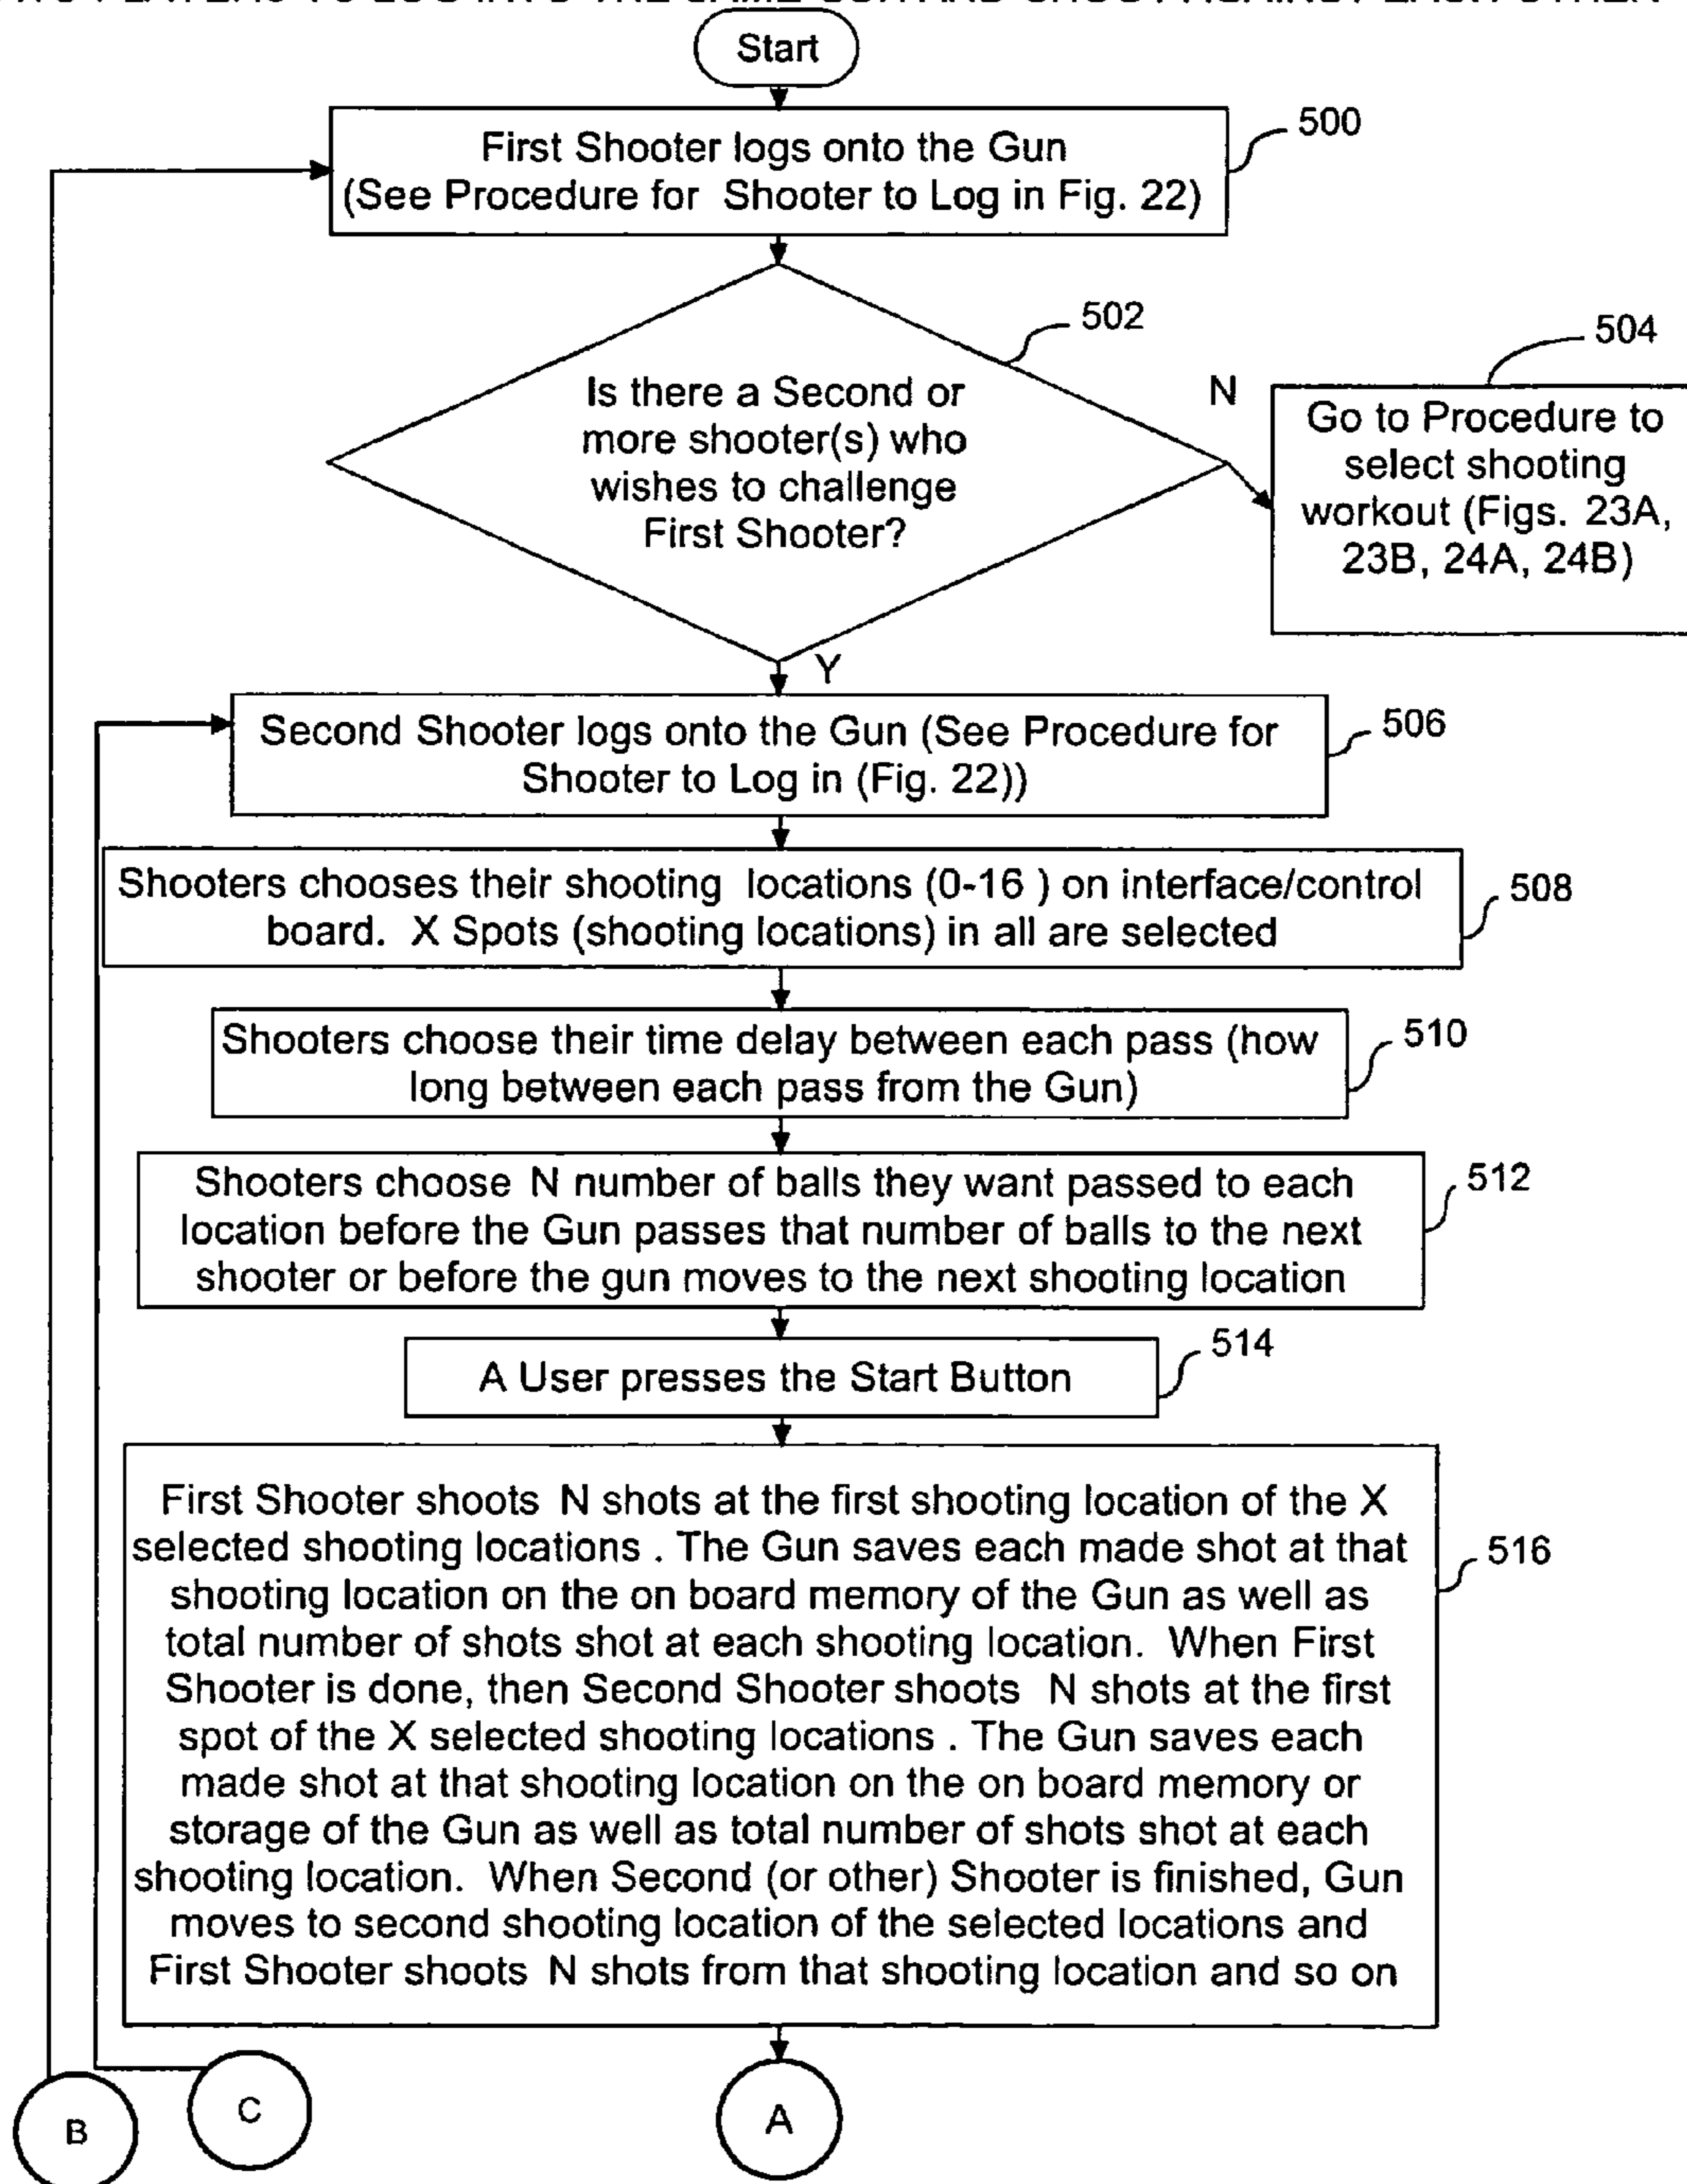 Start
First Shooter logs onto the Gun
(See Procedure for Shooter to Log in Fig. 22)
500
Is there a Second or
more shooter(s) who
wishes to challenge
First Shooter?
502
N
504
Go to Procedure to
select shooting
workout (Figs. 23A,
23B, 24A, 24B)
Y
Second Shooter logs onto the Gun (See Procedure for
Shooter to Log in (Fig. 22))
506
Shooters chooses their shooting locations (0-16 ) on interface/control
board. X Spots (shooting locations) in all are selected
508
Shooters choose their time delay between each pass (how
long between each pass from the Gun)
510
Shooters choose N number of balls they want passed to each
location before the Gun passes that number of balls to the next
shooter or before the gun moves to the next shooting location
512
A User presses the Start Button
514
First Shooter shoots N shots at the first shooting location of the X
selected shooting locations . The Gun saves each made shot at that
shooting location on the on board memory of the Gun as well as
total number of shots shot at each shooting location. When First
Shooter is done, then Second Shooter shoots N shots at the first
spot of the X selected shooting locations . The Gun saves each
made shot at that shooting location on the on board memory or
storage of the Gun as well as total number of shots shot at each
shooting location. When Second (or other) Shooter is finished, Gun
moves to second shooting location of the selected locations and
First Shooter shoots N shots from that shooting location and so on
516
B
C
A